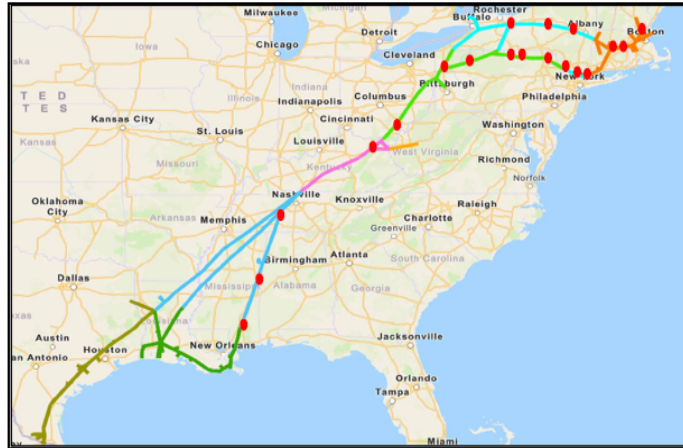 Milwaukee
Rochester
Buffalo
Albany
Boston
Detroit
Iowa
Chicago
Cleveland
TED
TES
Illinois
Indiana
Columbus
Pittsburgh
New York
Philadelphia
Indianapolis
Kansas City
Cincinnati
Washington
St. Louis
Louisville
West Virginia
Kansas
Missouri
Kentucky
Richmond
Norfolk
Nashville
Oklahoma
City
Arkansas
Memphis
Knoxville
Raleigh
Charlotte
Greenville
Birmingham
Atlanta
South Carolina
Dallas
Mississippi
Alabama
Georgia
Louisiana
Austin
New Orleans
Jacksonville
Houston
an Antonio
Orlando
Tampa
Miami